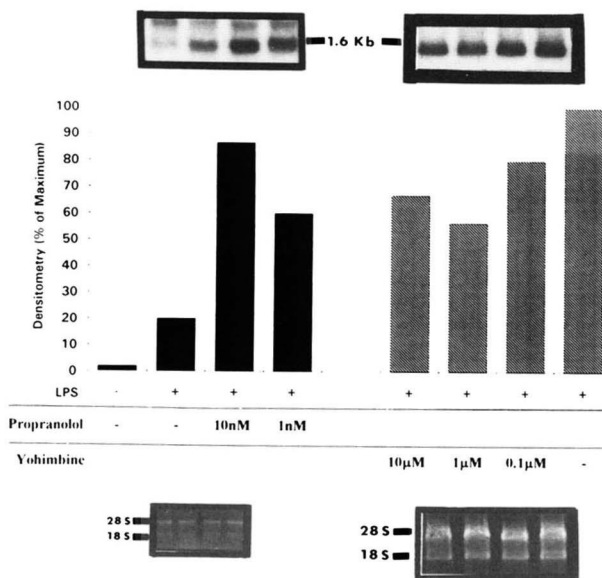 1.6 Kb
Densitometry (% of Maximum)
100
90
80
70
60
50
40
30
20
10
0
LPS - + + + + + + +
Propranolol - - 10nM 1nM
Yohimbine 10μM 1μM 0.1μM -
28 S 28 S
18 S 18 S